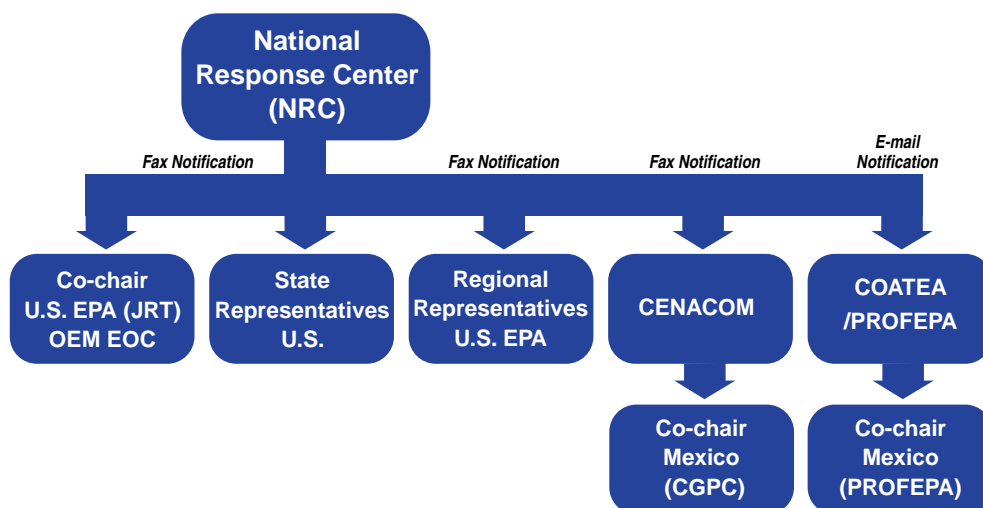 National
Response Center
(NRC)
Fax Notification
Fax Notification
Fax Notification
E-mail
Notification
Co-chair
U.S. EPA (JRT)
OEM EOC
State
Representatives
U.S.
Regional
Representatives
U.S. EPA
CENACOM
COATEA
/PROFEPA
Co-chair
Mexico
(CGPC)
Co-chair
Mexico
(PROFEPA)